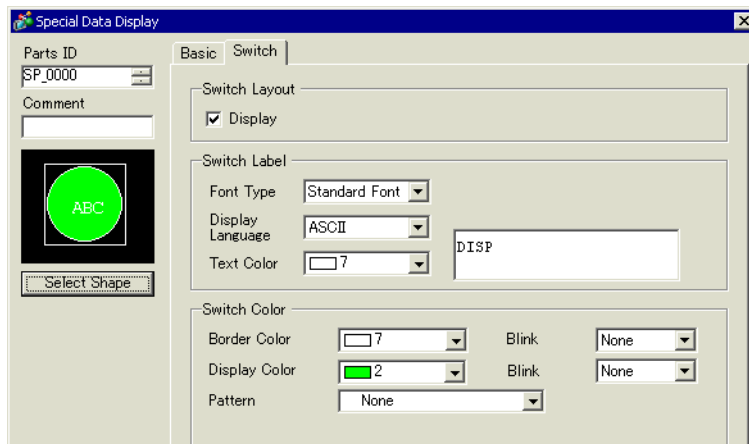 Special Data Display
Parts ID
SP_0000
Comment
ABC
Select Shape
Basic
Switch
Switch Layout
Display
Switch Label
Font Type
Standard Font
Display Language
ASCII
Text Color
7
DISP
Switch Color
Border Color
7
Blink
None
Display Color
2
Blink
None
Pattern
None